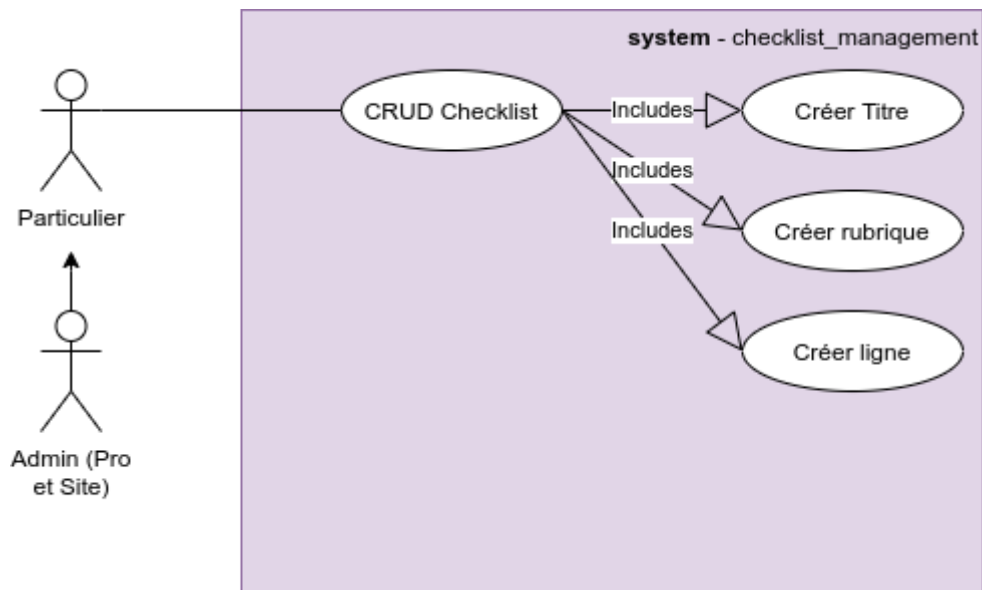 system - checklist_management
CRUD Checklist
Includes
Créer Titre
Includes
Particulier
Créer rubrique
Includes
Créer ligne
Admin (Pro
et Site)